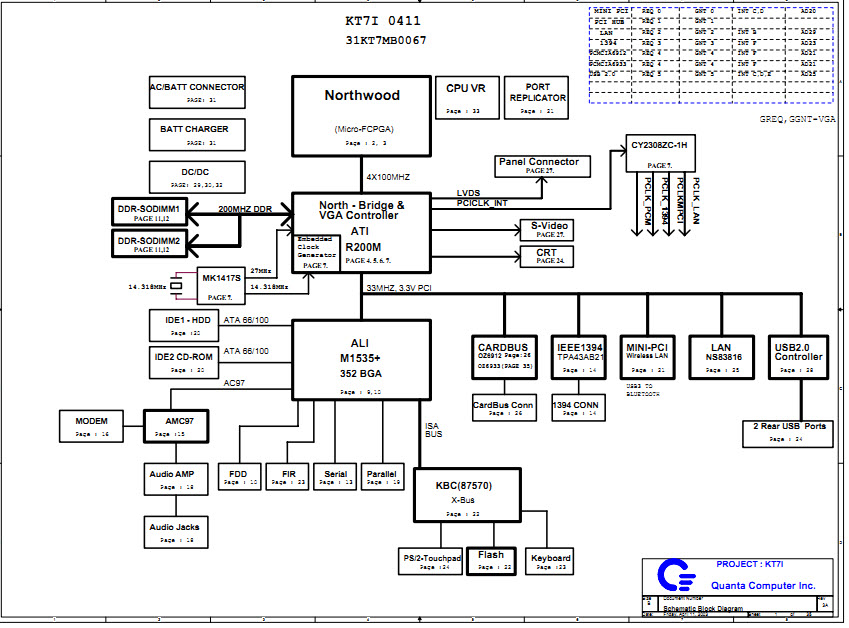 KT7I 0411
31KT7MB0067
MINI PCI REQ 0 GNT 0 INT C,D AD20
PCI HUB REQ 1 GNT 1
LAN REQ 2 GNT 2 INT AD29
1394 REQ 3 GNT 3 INT AD23
REQ 4 GNT 4 INT AD21
REQ 4 GNT 4 INT AD21
USB 2.0 REQ 5 GNT 5 INT AD25
GREQ,GGNT-VGA
AC/BATT CONNECTOR
PAGE: 31
BATT CHARGER
PAGE: 31
DC/DC
PAGE: 29,30,32
Northwood
(Micro-FCPGA)
Page : 2, 3
CPU VR
Page : 33
PORT
REPLICATOR
Page : 21
4X100MHZ
Panel Connector
PAGE 27.
CY2308ZC-1H
PAGE 7.
LVDS
PCICLK_INT
PCLK_PCM
PCLK_1394
PCLKMPCI
PCLK_LAN
DDR-SODIMM1
PAGE 11,12
DDR-SODIMM2
PAGE 11,12
200MHZ DDR
North - Bridge &
VGA Controller
ATI
R200M
PAGE 4, 5, 6, 7.
Embedded
Clock
Generator
PAGE 7.
S-Video
PAGE 27.
CRT
PAGE 24.
14.318MHz
MK1417S
PAGE 7.
27MHz
14.318MHz
33MHZ, 3.3V PCI
IDE1 - HDD
ATA 66/100
IDE2 CD-ROM
ATA 66/100
AC97
ALI
M1535+
352 BGA
Page : 9,10
CARDBUS
OZ6912 Page:26
OZ6933(PAGE 35)
CardBus Conn
Page : 26
IEEE1394
TPA43AB21
Page : 14
1394 CONN
Page : 14
MINI-PCI
Wireless LAN
Page : 21
USB3 TO
BLUETOOTH
LAN
NS83816
Page : 25
USB2.0
Controller
Page : 28
2 Rear USB Ports
Page : 24
MODEM
Page : 16
AMC97
Page :15
Audio AMP
Page : 18
Audio Jacks
Page : 18
FDD
FIR
Page : 23
Serial
Page : 13
Parallel
Page : 19
ISA
BUS
KBC(87570)
X-Bus
Page : 22
PS/2-Touchpad
Page :24
Flash
Page : 22
Keyboard
Page :23
PROJECT : KT7I
Quanta Computer Inc.
Size
Document Number
Rev
Schematic Block Diagram
3A
Date:
Sheet
of